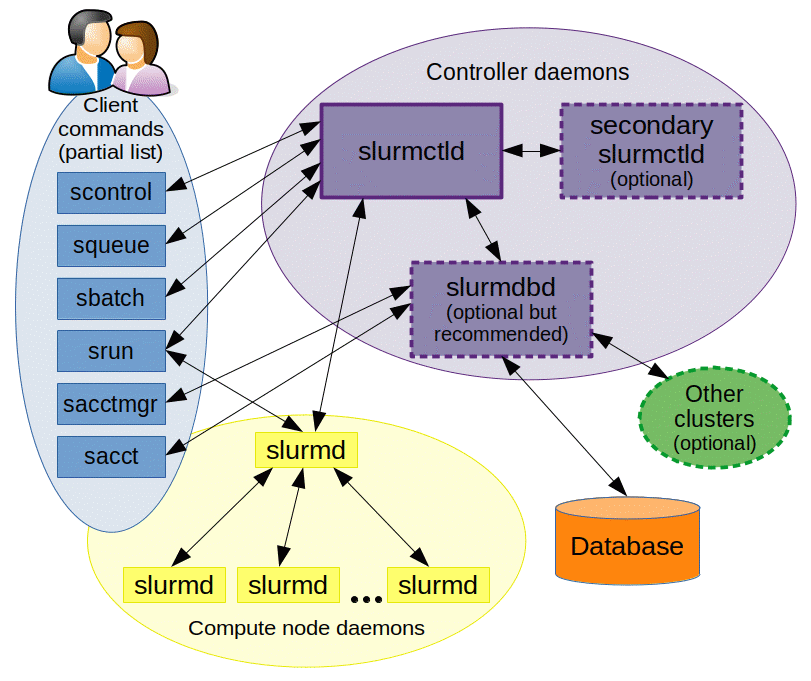 Client
commands
(partial list)
scontrol
squeue
sbatch
srun
sacctmgr
sacct
Controller daemons
slurmctld
secondary
slurmctld
(optional)
slurmdbd
(optional but
recommended)
Other
clusters
(optional)
Database
slurmd
slurmd
slurmd
...
slurmd
Compute node daemons